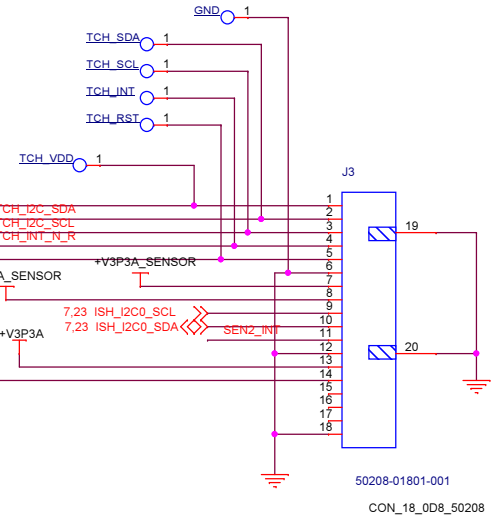 GND 1
TCH_SDA 1
TCH_SCL 1
TCH_INT 1
TCH_RST 1
TCH_VDD 1
J3
1
TCH_I2C_SDA 2
TCH_I2C_SCL 3
TCH_INT_N_R 4
5
+V3P3A_SENSOR 6
A_SENSOR 7
8
7,23 ISH_I2C0_SCL 9
7,23 ISH_I2C0_SDA 10
+V3P3A SEN2_INT 11
12
13
14
15
16
17
18
19
20
50208-01801-001
CON_18_0D8_50208